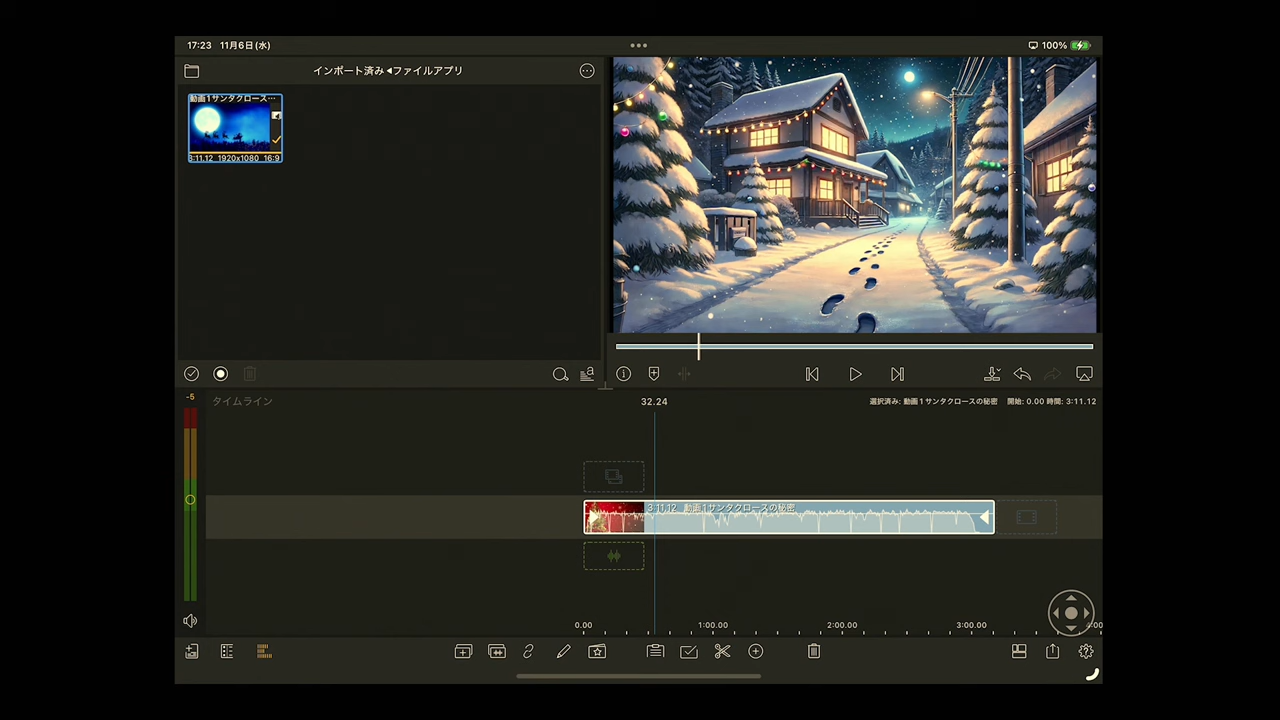 17:23 11月6日(水)
100%
インポート済み◂ファイルアプリ
動画1サンタクロース…
3:11.12 1920x1080 16:9
-6
タイムライン
32.24
選択済み: 動画1サンタクロースの秘密 開始: 0.00 時間: 3:11.12
3:11.12 動画1サンタクロースの秘密
0.00 1:00.00 2:00.00 3:00.00